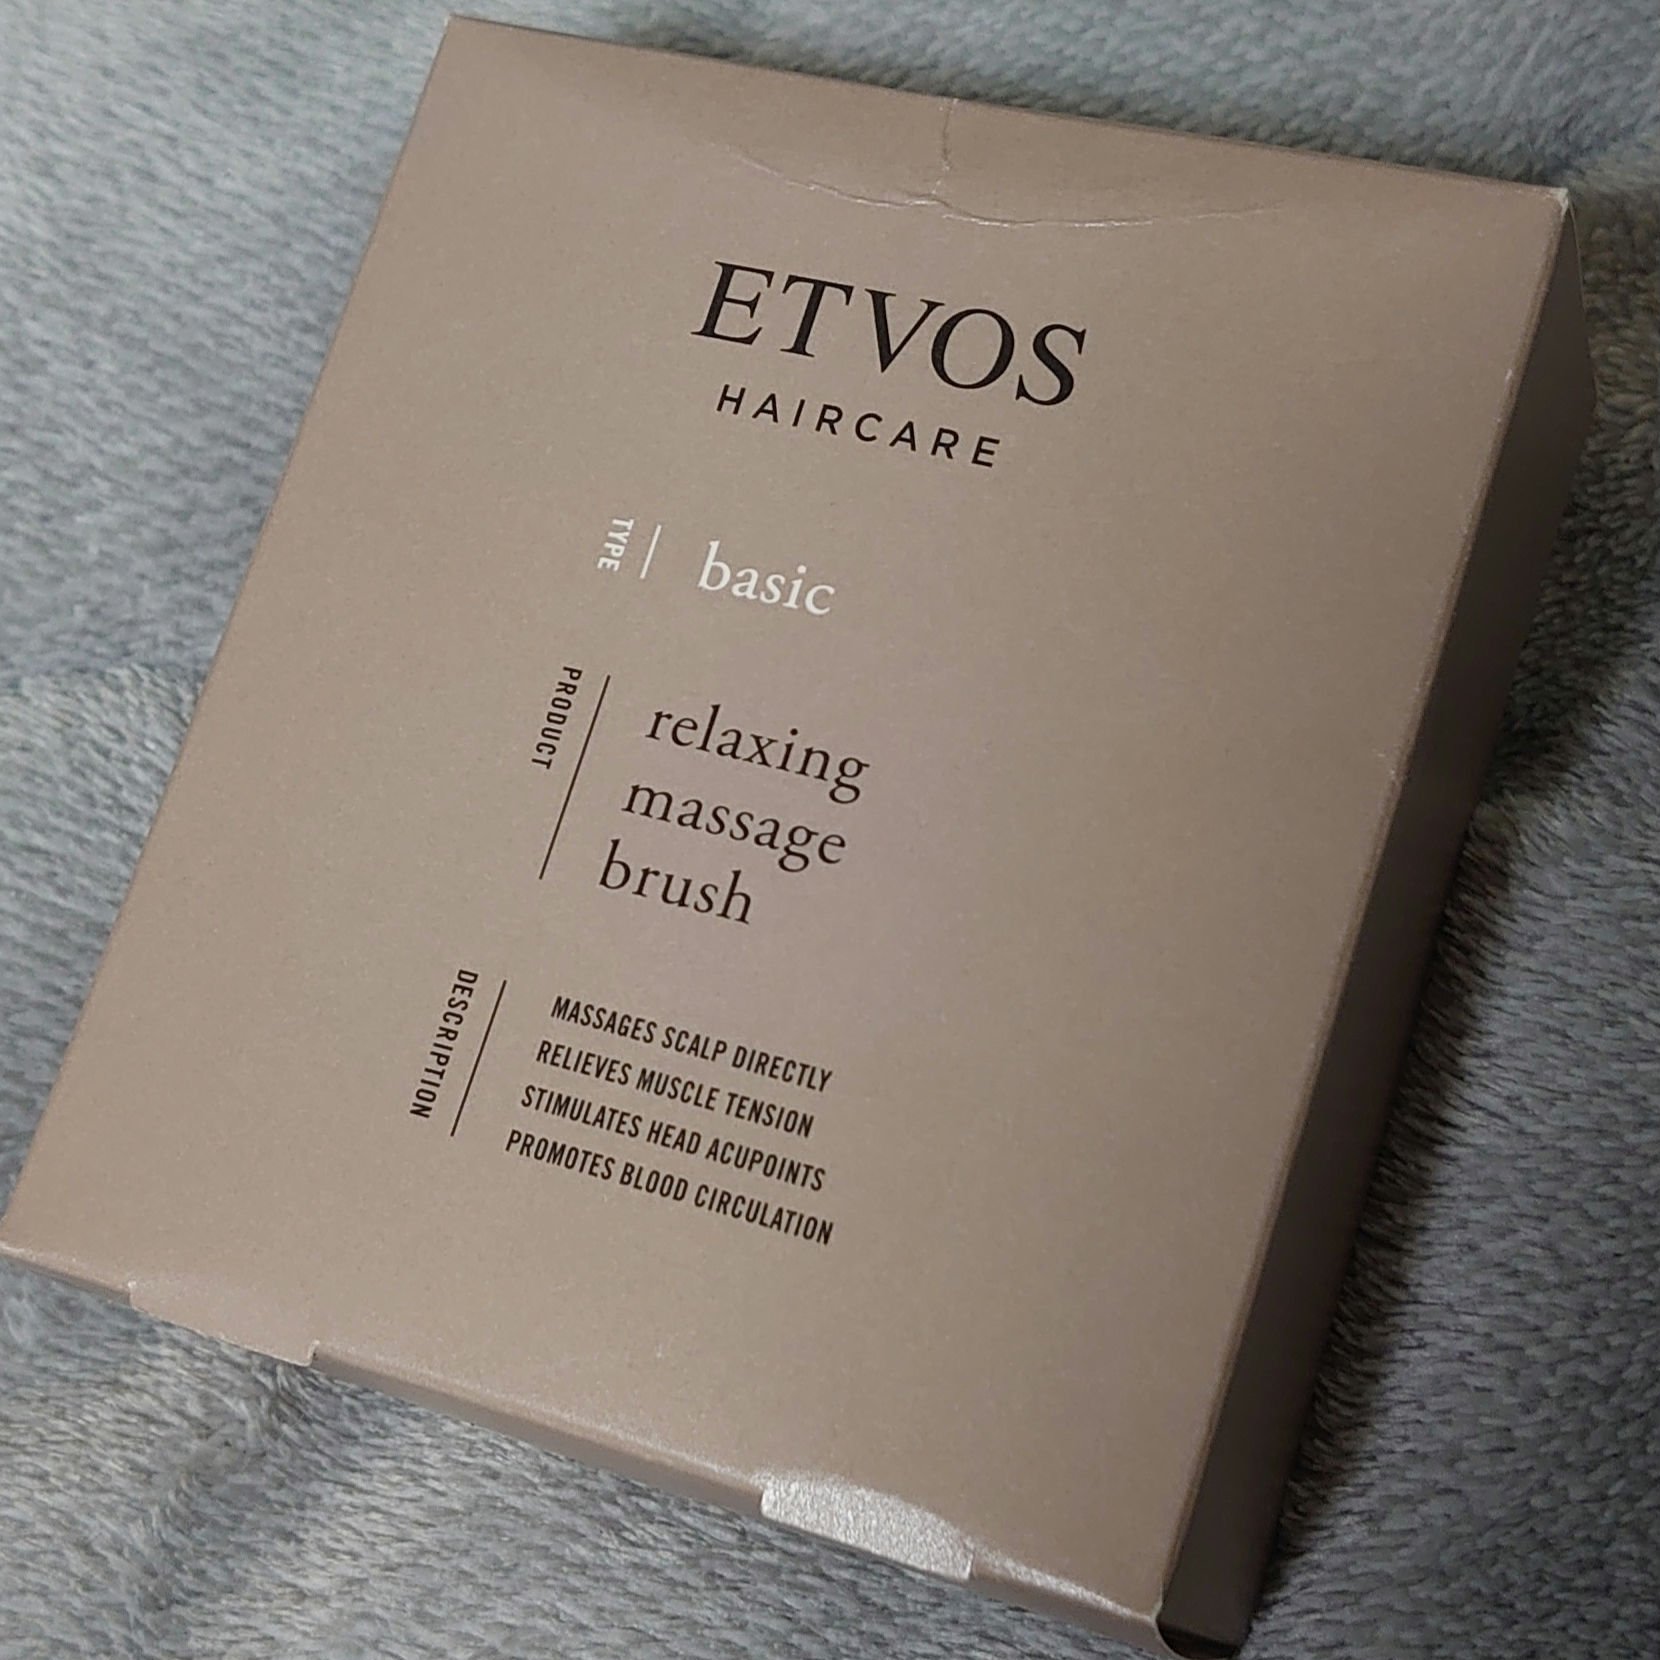 ETVOS
HAIRCARE
TYPE
basic
PRODUCT
relaxing
massage
brush
DESCRIPTION
MASSAGES SCALP DIRECTLY
RELIEVES MUSCLE TENSION
STIMULATES HEAD ACUPOINTS
PROMOTES BLOOD CIRCULATION